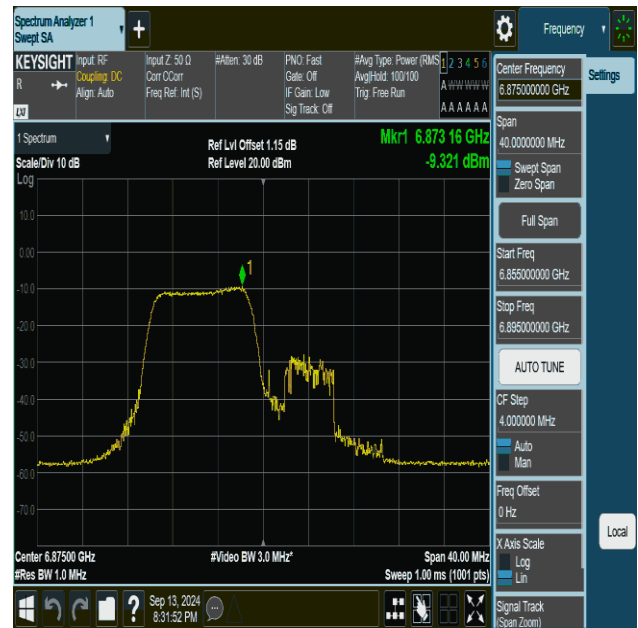 Spectrum Analyzer 1
Swept SA
Frequency
KEYSIGHT
R
LXI
Input: RF
Coupling: DC
Align: Auto
Input Z: 50 Ω
Corr CCorr
Freq Ref: Int (S)
#Atten: 30 dB
PNO: Fast
Gate: Off
IF Gain: Low
Sig Track: Off
#Avg Type: Power (RMS
Avg|Hold: 100/100
Trig: Free Run
1 2 3 4 5 6
A W W W W W
A A A A A A
Center Frequency
6.875000000 GHz
Settings
Span
40.0000000 MHz
Swept Span
Zero Span
Full Span
Start Freq
6.855000000 GHz
Stop Freq
6.895000000 GHz
AUTO TUNE
CF Step
4.000000 MHz
Auto
Man
Freq Offset
0 Hz
X Axis Scale
Log
Lin
Signal Track
(Span Zoom)
Local
1 Spectrum
Scale/Div 10 dB
Log
Ref Lvl Offset 1.15 dB
Ref Level 20.00 dBm
Mkr1 6.873 16 GHz
-9.321 dBm
1
10.0
0.00
-10.0
-20.0
-30.0
-40.0
-50.0
-60.0
-70.0
Center 6.87500 GHz
#Res BW 1.0 MHz
#Video BW 3.0 MHz*
Span 40.00 MHz
Sweep 1.00 ms (1001 pts)
?
Sep 13, 2024
8:31:52 PM